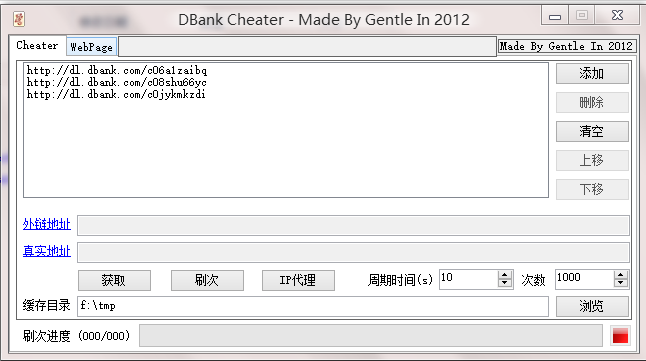 DBank Cheater - Made By Gentle In 2012
Cheater WebPage Made By Gentle In 2012
http://dl.dbank.com/c06a1zaibq
http://dl.dbank.com/c08shu66yc
http://dl.dbank.com/c0jykmkzdi
添加
删除
清空
上移
下移
外链地址
真实地址
获取 刷次 IP代理 周期时间(s) 10 次数 1000
缓存目录 f:\tmp 浏览
刷次进度 (000/000)